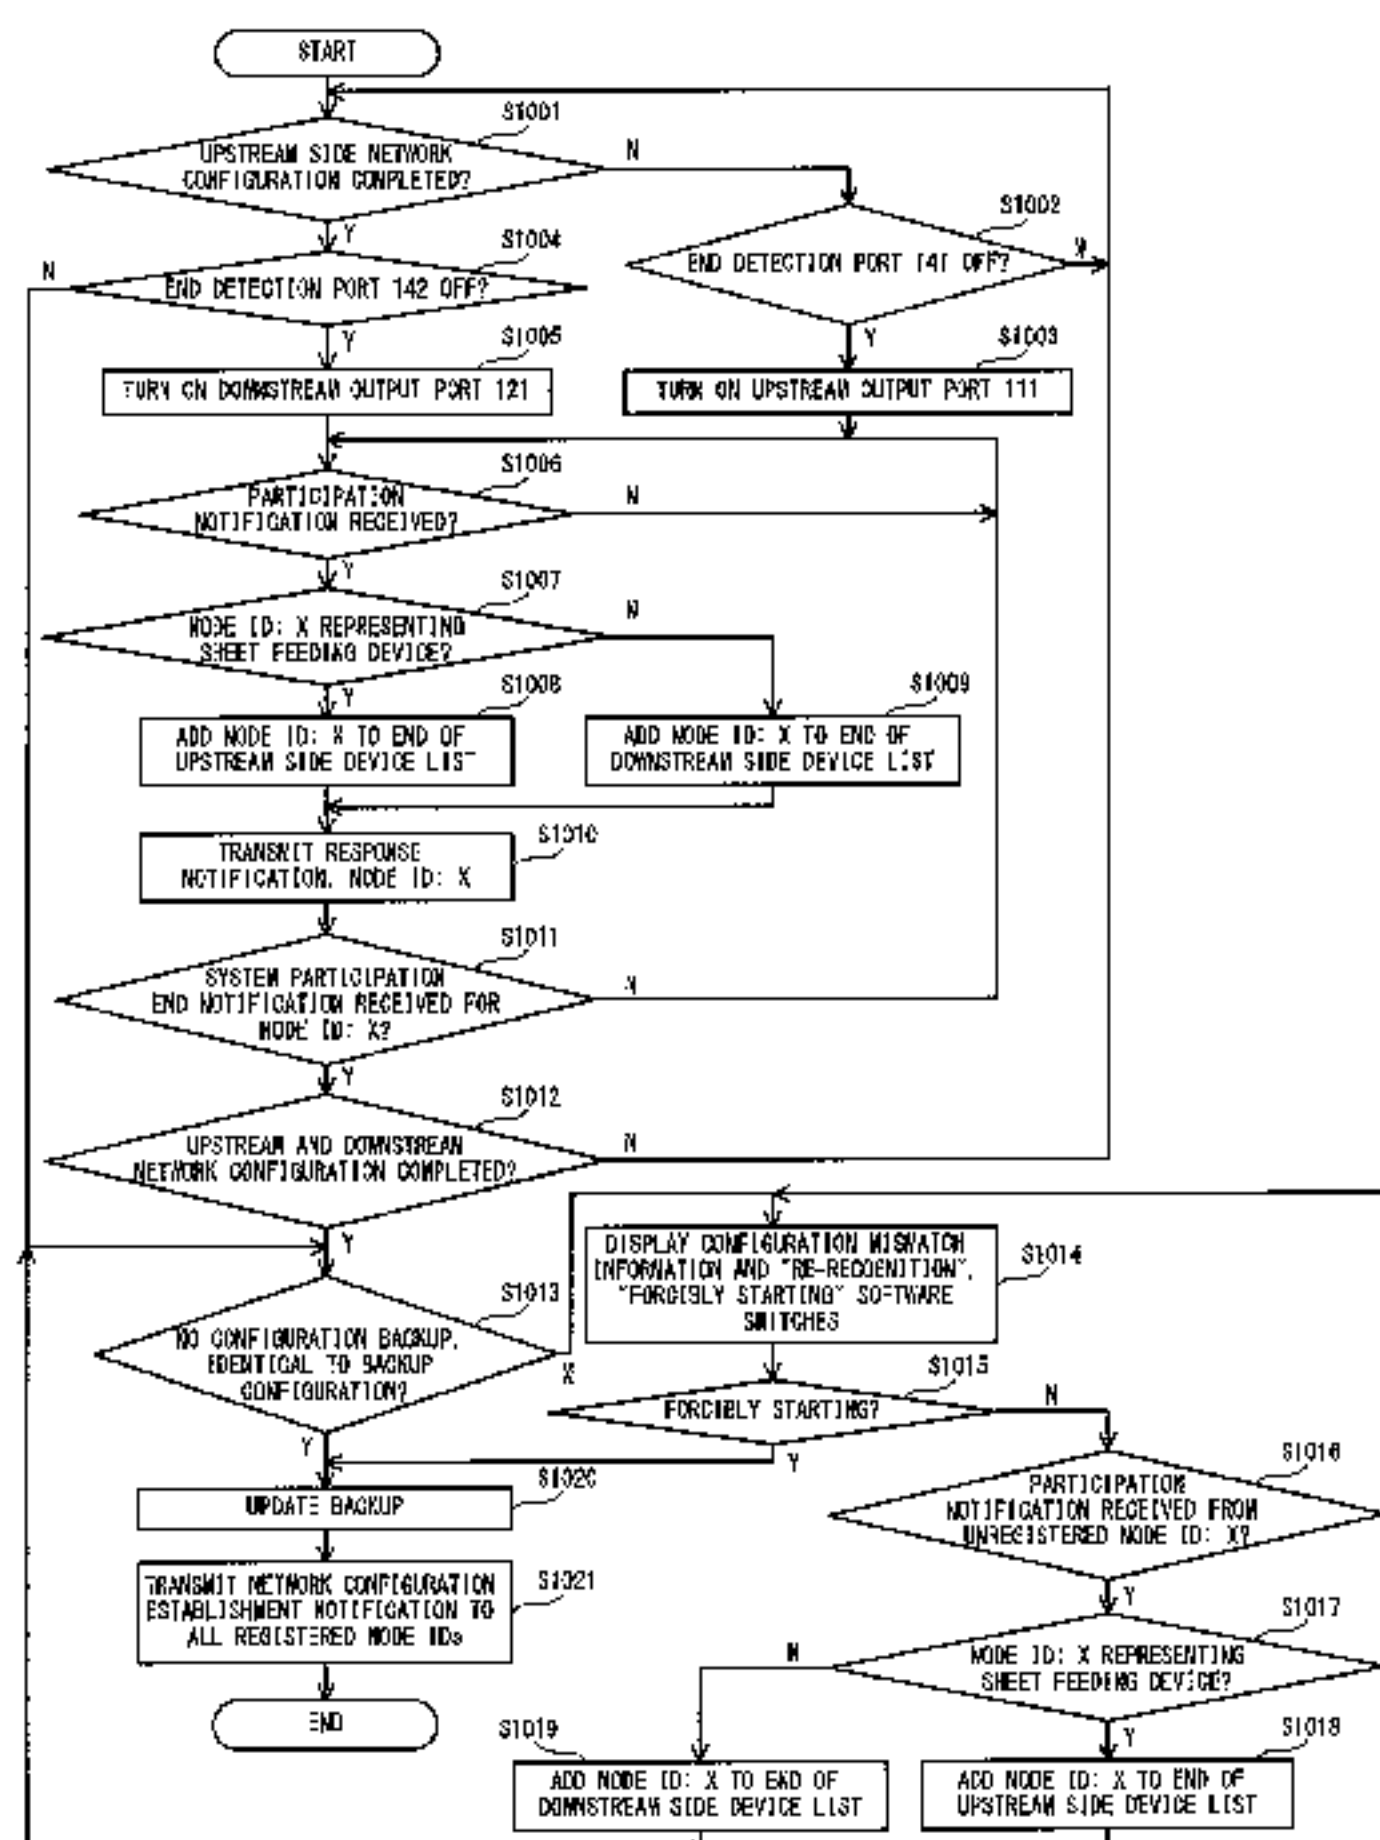 START
S1001
UPSTREAM SIDE NETWORK
CONFIGURATION COMPLETED?
N
Y
S1002
END DETECTION PORT 141 OFF?
N
Y
S1004
N
END DETECTION PORT 142 OFF?
Y
S1005
TURN ON DOWNSTREAM OUTPUT PORT 121
S1003
TURN ON UPSTREAM OUTPUT PORT 111
S1006
PARTICIPATION
NOTIFICATION RECEIVED?
N
Y
S1007
NODE ID: X REPRESENTING
SHEET FEEDING DEVICE?
N
Y
S1008
ADD NODE ID: X TO END OF
UPSTREAM SIDE DEVICE LIST
S1009
ADD NODE ID: X TO END OF
DOWNSTREAM SIDE DEVICE LIST
S1010
TRANSMIT RESPONSE
NOTIFICATION, NODE ID: X
S1011
SYSTEM PARTICIPATION
END NOTIFICATION RECEIVED FOR
NODE ID: X?
N
Y
S1012
UPSTREAM AND DOWNSTREAM
NETWORK CONFIGURATION COMPLETED?
N
Y
S1014
DISPLAY CONFIGURATION MISMATCH
INFORMATION AND "RE-RECOGNITION",
"FORCIBLY STARTING" SOFTWARE
SWITCHES
S1013
NO CONFIGURATION BACKUP,
IDENTICAL TO BACKUP
CONFIGURATION?
N
Y
S1015
FORCIBLY STARTING?
N
Y
S1016
PARTICIPATION
NOTIFICATION RECEIVED FROM
UNREGISTERED NODE ID: X?
Y
S1020
UPDATE BACKUP
S1021
TRANSMIT NETWORK CONFIGURATION
ESTABLISHMENT NOTIFICATION TO
ALL REGISTERED NODE IDs
END
S1017
NODE ID: X REPRESENTING
SHEET FEEDING DEVICE?
N
Y
S1019
ADD NODE ID: X TO END OF
DOWNSTREAM SIDE DEVICE LIST
S1018
ADD NODE ID: X TO END OF
UPSTREAM SIDE DEVICE LIST